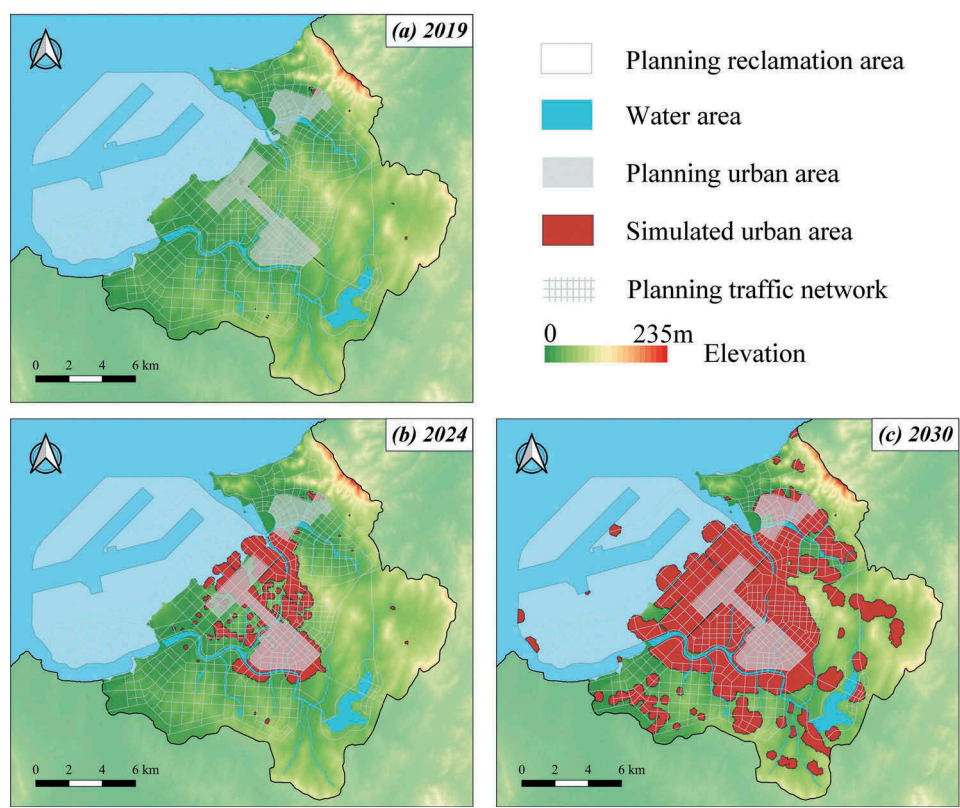 (a) 2019
0 2 4 6 km
Planning reclamation area
Water area
Planning urban area
Simulated urban area
Planning traffic network
0 235m
Elevation
(b) 2024
0 2 4 6 km
(c) 2030
0 2 4 6 km